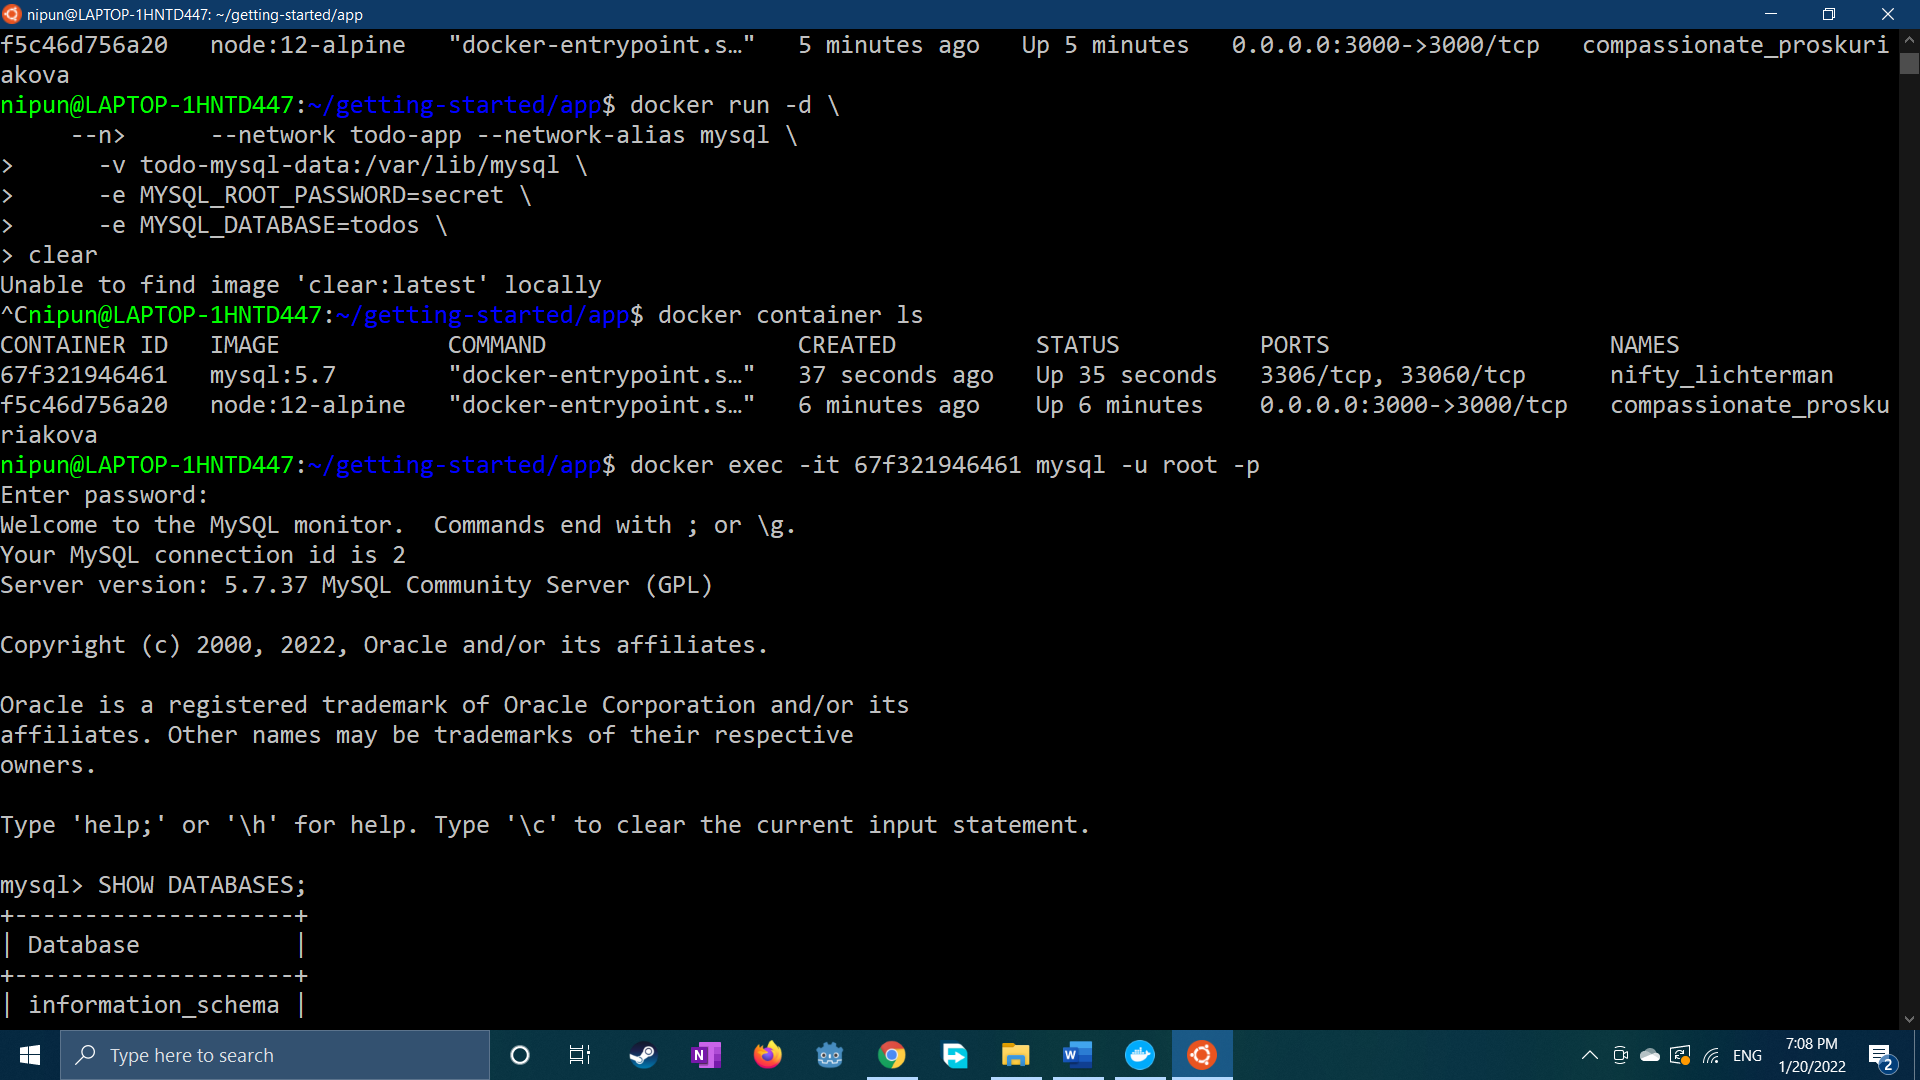 nipun@LAPTOP-1HNTD447: ~/getting-started/app
f5c46d756a20   node:12-alpine   "docker-entrypoint.s…"   5 minutes ago   Up 5 minutes   0.0.0.0:3000->3000/tcp   compassionate_proskuri
akova
nipun@LAPTOP-1HNTD447:~/getting-started/app$ docker run -d \
     --n>      --network todo-app --network-alias mysql \
>      -v todo-mysql-data:/var/lib/mysql \
>      -e MYSQL_ROOT_PASSWORD=secret \
>      -e MYSQL_DATABASE=todos \
> clear
Unable to find image 'clear:latest' locally
^Cnipun@LAPTOP-1HNTD447:~/getting-started/app$ docker container ls
CONTAINER ID   IMAGE            COMMAND                  CREATED          STATUS          PORTS                    NAMES
67f321946461   mysql:5.7        "docker-entrypoint.s…"   37 seconds ago   Up 35 seconds   3306/tcp, 33060/tcp      nifty_lichterman
f5c46d756a20   node:12-alpine   "docker-entrypoint.s…"   6 minutes ago    Up 6 minutes    0.0.0.0:3000->3000/tcp   compassionate_prosku
riakova
nipun@LAPTOP-1HNTD447:~/getting-started/app$ docker exec -it 67f321946461 mysql -u root -p
Enter password:
Welcome to the MySQL monitor.  Commands end with ; or \g.
Your MySQL connection id is 2
Server version: 5.7.37 MySQL Community Server (GPL)
Copyright (c) 2000, 2022, Oracle and/or its affiliates.
Oracle is a registered trademark of Oracle Corporation and/or its
affiliates. Other names may be trademarks of their respective
owners.
Type 'help;' or '\h' for help. Type '\c' to clear the current input statement.
mysql> SHOW DATABASES;
+--------------------+
| Database           |
+--------------------+
| information_schema |
Type here to search
N
W
ENG
7:08 PM
1/20/2022
2